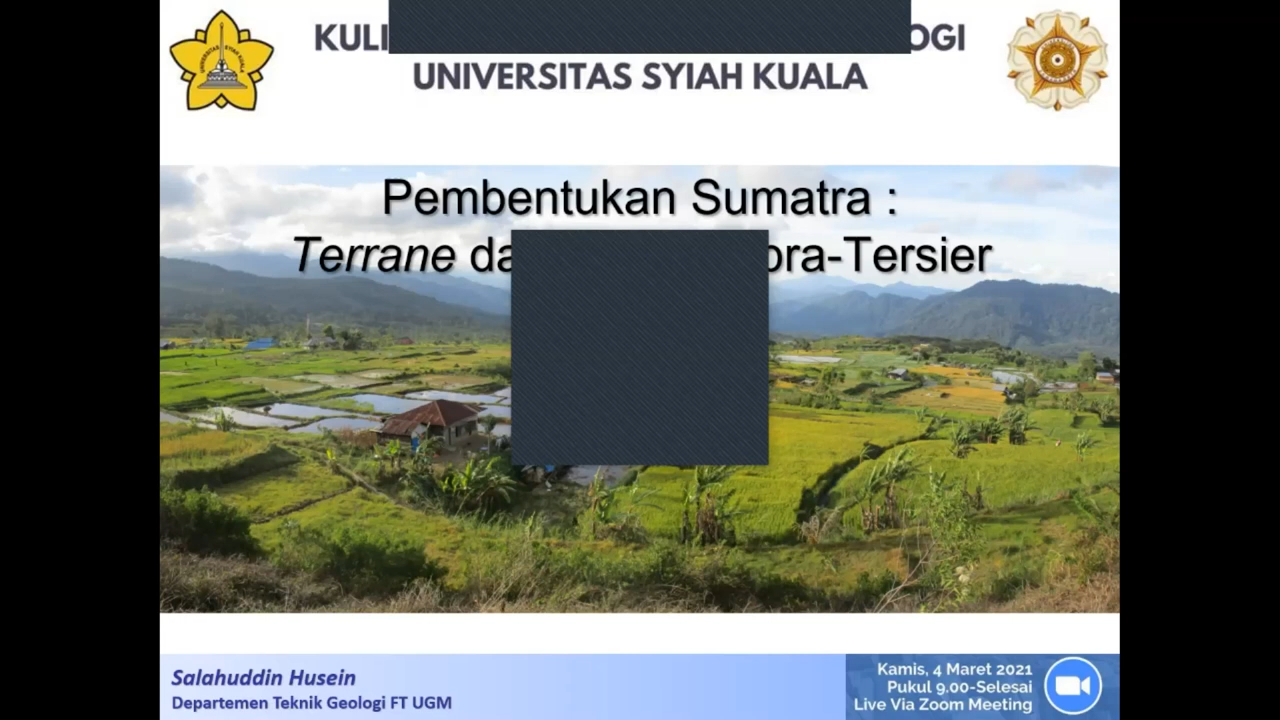 KULI OGI
UNIVERSITAS SYIAH KUALA
Pembentukan Sumatra :
Terrane da ora-Tersier
Salahuddin Husein
Departemen Teknik Geologi FT UGM
Kamis, 4 Maret 2021
Pukul 9.00-Selesai
Live Via Zoom Meeting